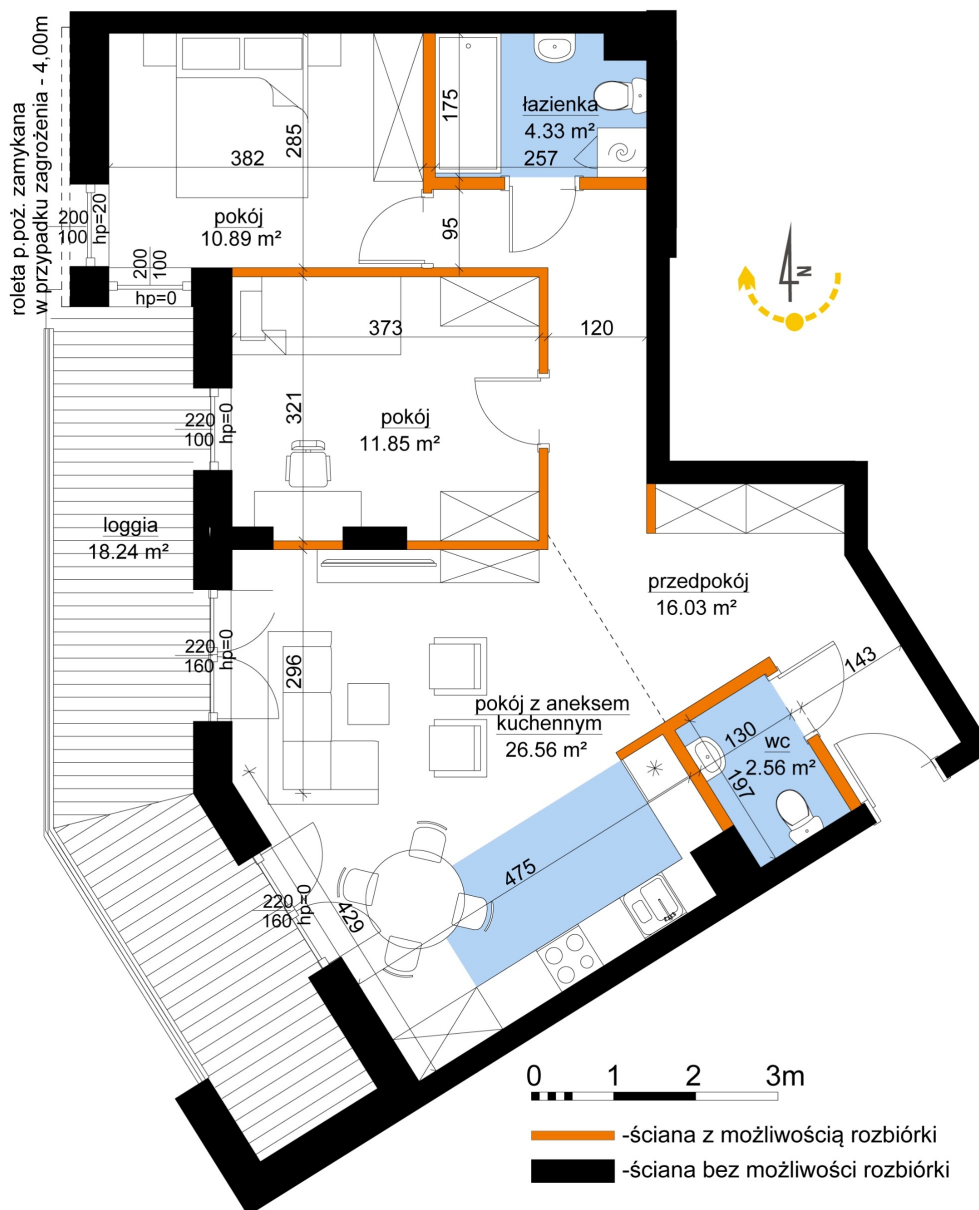 roleta p.poż. zamykana
w przypadku zagrożenia - 4,00m
łazienka
4.33 m²
175
257
285
382
pokój
10.89 m²
95
200
100
hp=20
200
100
hp=0
N
373
120
321
pokój
11.85 m²
220
100
hp=0
loggia
18.24 m²
przedpokój
16.03 m²
220
160
hp=0
296
pokój z aneksem
kuchennym
26.56 m²
143
130
wc
2.56 m²
197
475
220
160
hp=0
429
0 1 2 3m
-ściana z możliwością rozbiórki
-ściana bez możliwości rozbiórki